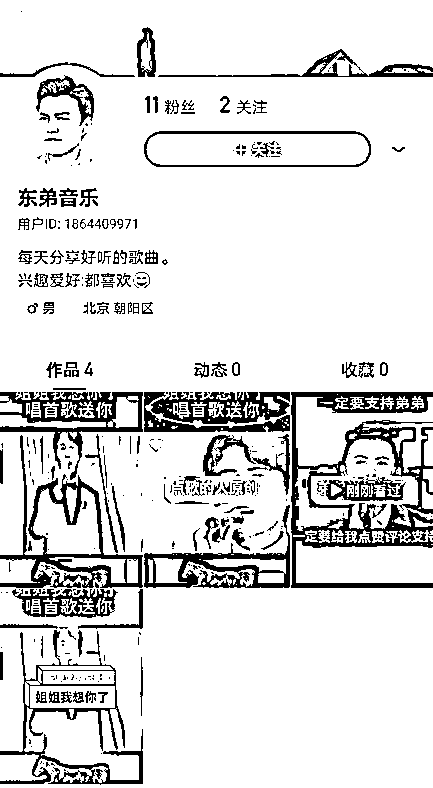 11 粉丝 2 关注
+ 关注
东弟音乐
用户ID: 1864409971
每天分享好听的歌曲。
兴趣爱好:都喜欢😄
♂ 男 北京 朝阳区
作品 4 动态 0 收藏 0
姐姐我想你了
唱首歌送你
姐姐我想你了
唱首歌送你
一定要支持弟弟
点歌的人原创
刚刚看过
一定要给我点赞评论支持
姐姐我想你了
唱首歌送你
姐姐我想你了